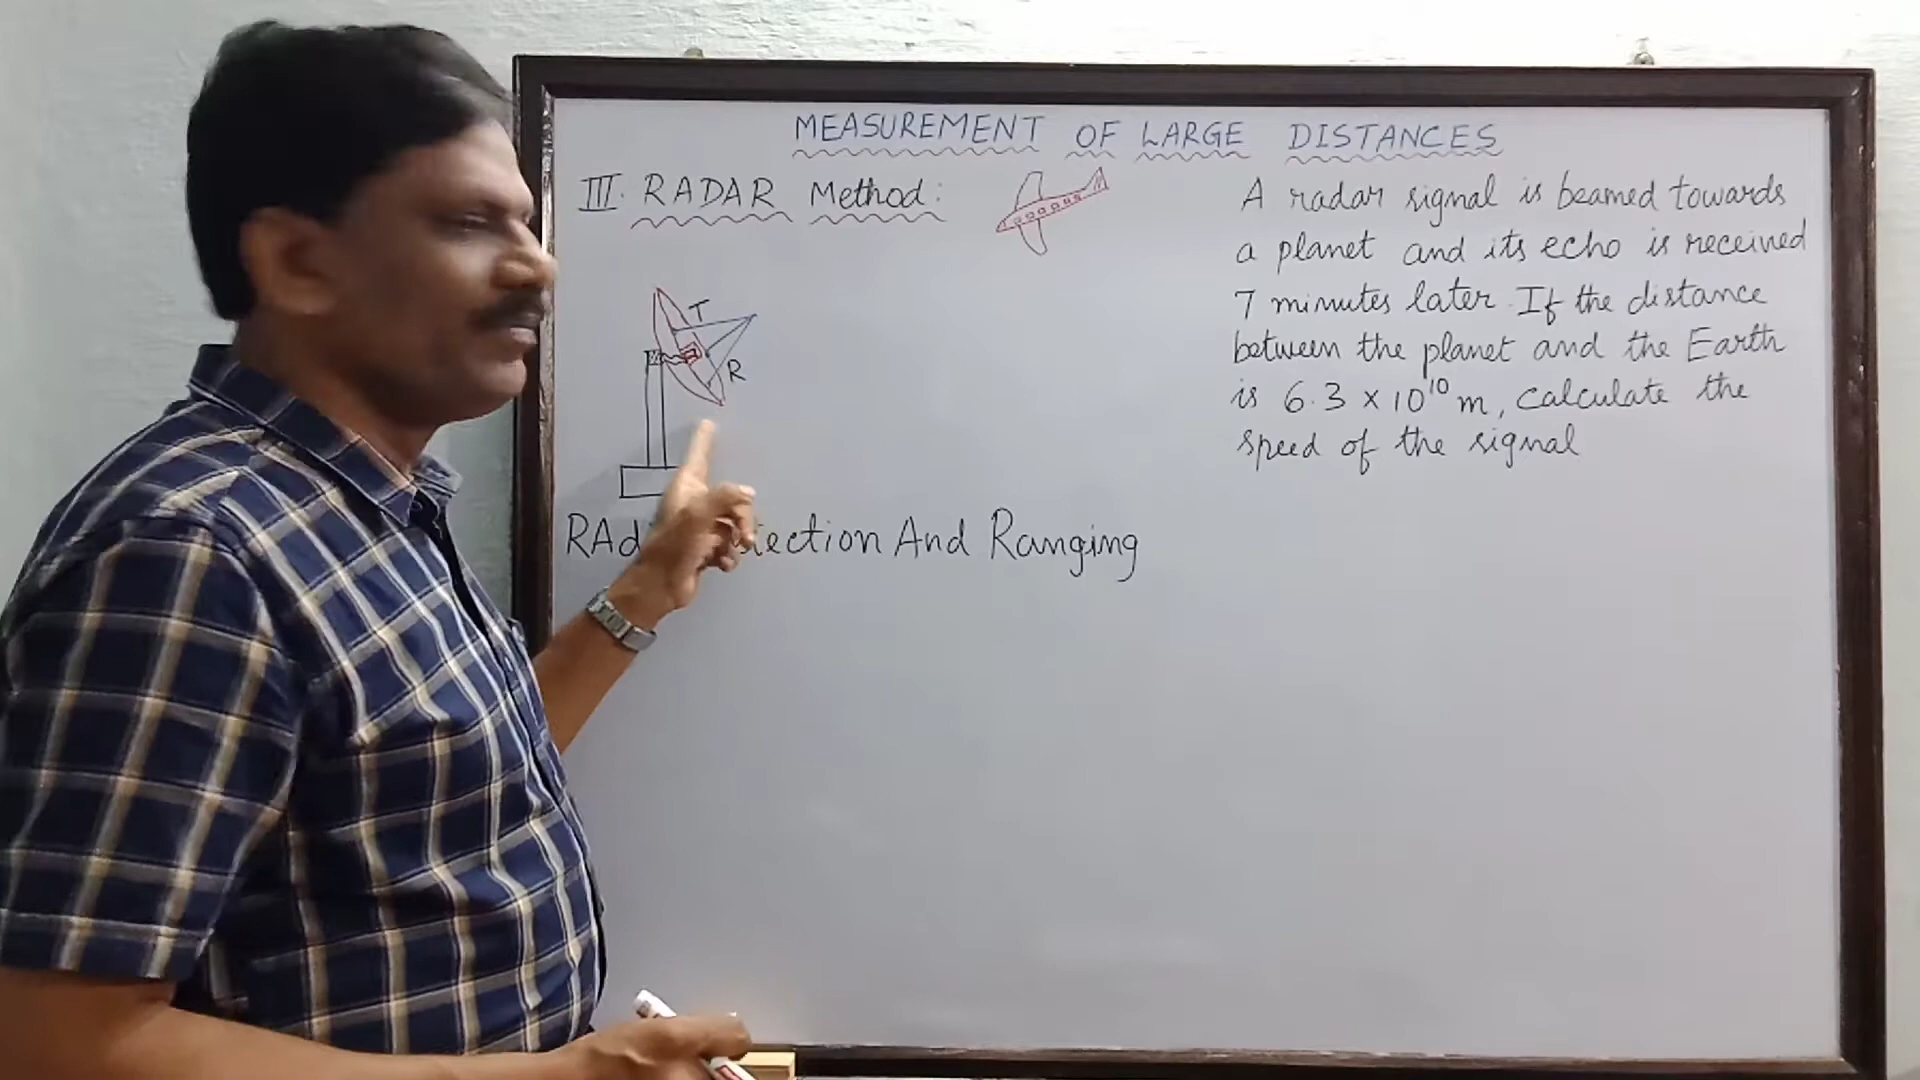 MEASUREMENT OF LARGE DISTANCES
III. RADAR Method:
T
R
RAd ection And Ranging
A radar signal is beamed towards
a planet and its echo is received
7 minutes later. If the distance
between the planet and the Earth
is 6.3 × 10¹⁰ m, calculate the
speed of the signal